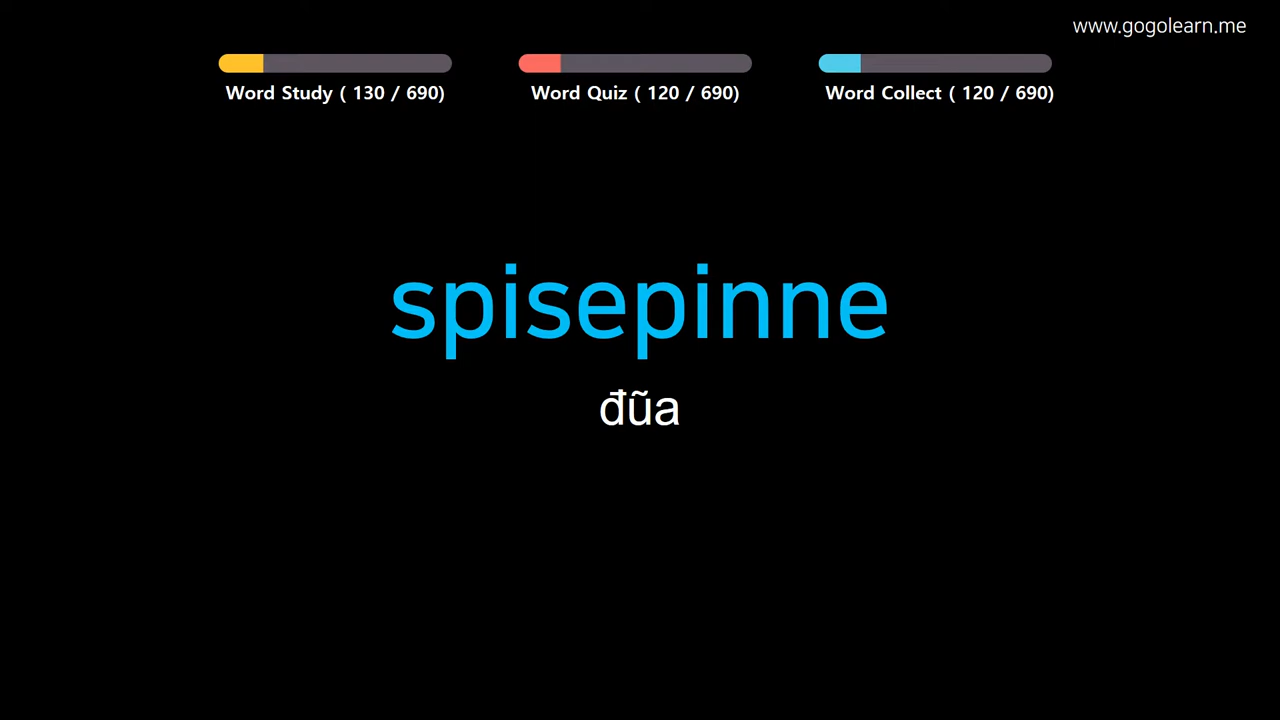 www.gogolearn.me
Word Study ( 130 / 690)
Word Quiz ( 120 / 690)
Word Collect ( 120 / 690)
spisepinne
đũa